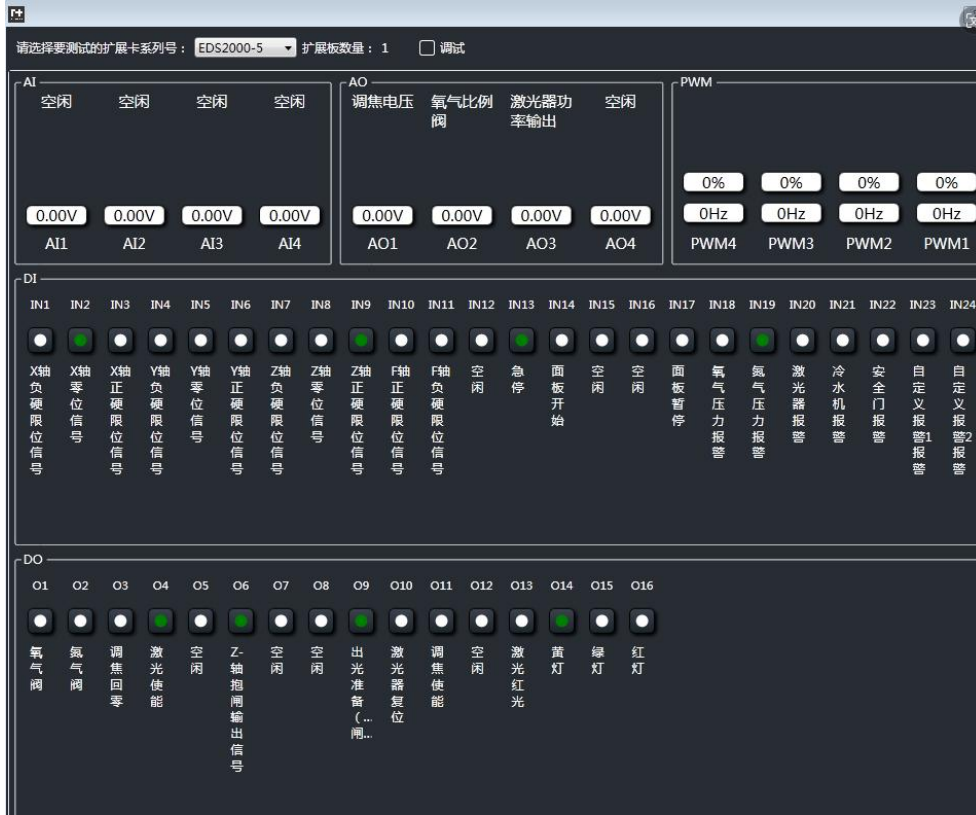 请选择要测试的扩展卡系列号： EDS2000-5 扩展板数量： 1 调试
AI
空闲 空闲 空闲 空闲
0.00V 0.00V 0.00V 0.00V
AI1 AI2 AI3 AI4
AO
调焦电压 氧气比例阀 激光器功率输出 空闲
0.00V 0.00V 0.00V 0.00V
AO1 AO2 AO3 AO4
PWM
0% 0% 0% 0%
0Hz 0Hz 0Hz 0Hz
PWM4 PWM3 PWM2 PWM1
DI
IN1 IN2 IN3 IN4 IN5 IN6 IN7 IN8 IN9 IN10 IN11 IN12 IN13 IN14 IN15 IN16 IN17 IN18 IN19 IN20 IN21 IN22 IN23 IN24
X轴负硬限位信号
X轴零位信号
X轴正硬限位信号
Y轴负硬限位信号
Y轴零位信号
Y轴正硬限位信号
Z轴负硬限位信号
Z轴零位信号
Z轴正硬限位信号
F轴正硬限位信号
F轴负硬限位信号
空闲
急停
面板开始
空闲
空闲
面板暂停
氧气压力报警
氮气压力报警
激光器报警
冷水机报警
安全门报警
自定义报警1报警
自定义报警2报警
DO
O1 O2 O3 O4 O5 O6 O7 O8 O9 O10 O11 O12 O13 O14 O15 O16
氧气阀
氮气阀
调焦回零
激光使能
空闲
Z-轴抱闸输出信号
空闲
空闲
出光准备(...闸...
激光器复位
调焦使能
空闲
激光红光
黄灯
绿灯
红灯